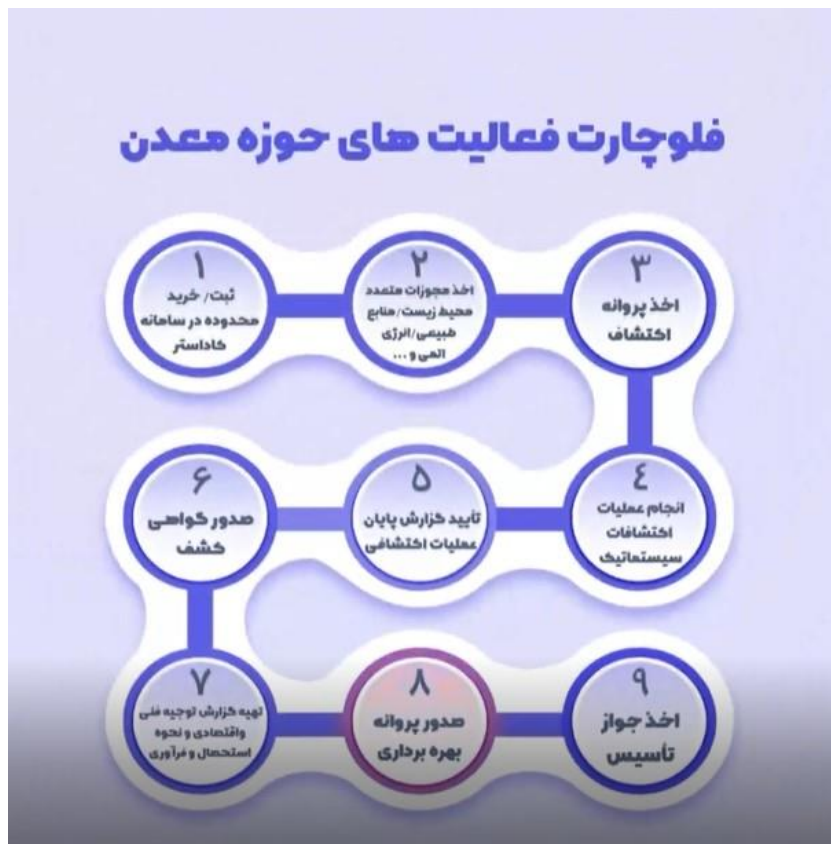 فلوچارت فعالیت های حوزه معدن
۱
ثبت/ خرید
محدوده در سامانه
کاداستر
۲
اخذ مجوزات متعدد
محیط زیست/منابع
طبیعی/انرژی
اتمی و ...
۳
اخذ پروانه
اکتشاف
۴
انجام عملیات
اکتشافات
سیستماتیک
۵
تأیید گزارش پایان
عملیات اکتشافی
۶
صدور گواهی
کشف
۷
تهیه گزارش توجیه فنی
واقتصادی و نحوه
استحصال و فرآوری
۸
صدور پروانه
بهره برداری
۹
اخذ جواز
تأسیس